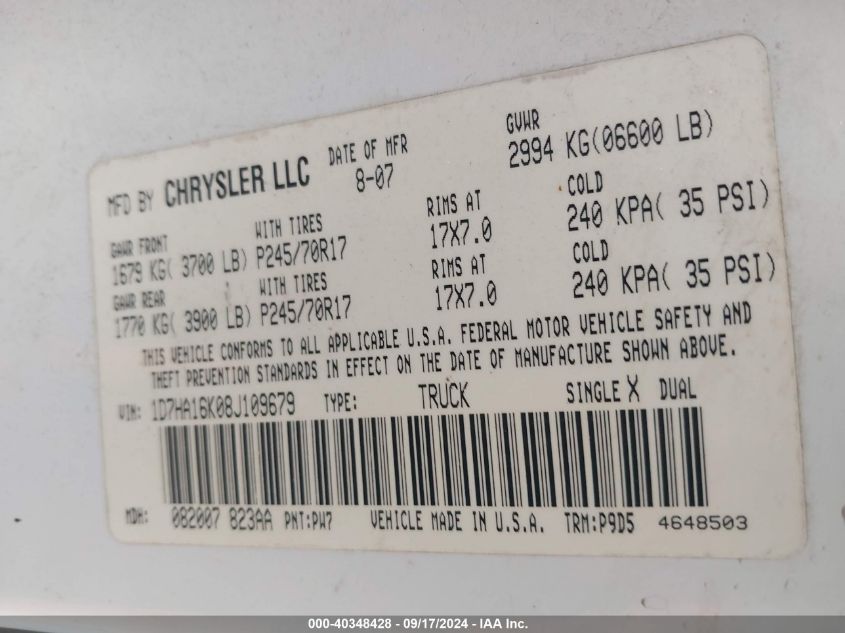 MFD BY CHRYSLER LLC DATE OF MFR GVWR
8-07 2994 KG(06600 LB)
GAWR FRONT WITH TIRES RIMS AT COLD
1679 KG( 3700 LB) P245/70R17 17X7.0 240 KPA( 35 PSI)
GAWR REAR WITH TIRES RIMS AT COLD
1770 KG( 3900 LB) P245/70R17 17X7.0 240 KPA( 35 PSI)
THIS VEHICLE CONFORMS TO ALL APPLICABLE U.S.A. FEDERAL MOTOR VEHICLE SAFETY AND
THEFT PREVENTION STANDARDS IN EFFECT ON THE DATE OF MANUFACTURE SHOWN ABOVE.
VIN: 1D7HA16K08J109679 TYPE: TRUCK SINGLE X DUAL
MDH: 082007 823AA PNT:PW7 VEHICLE MADE IN U.S.A. TRM:P9D5 4648503
000-40348428 - 09/17/2024 - IAA Inc.